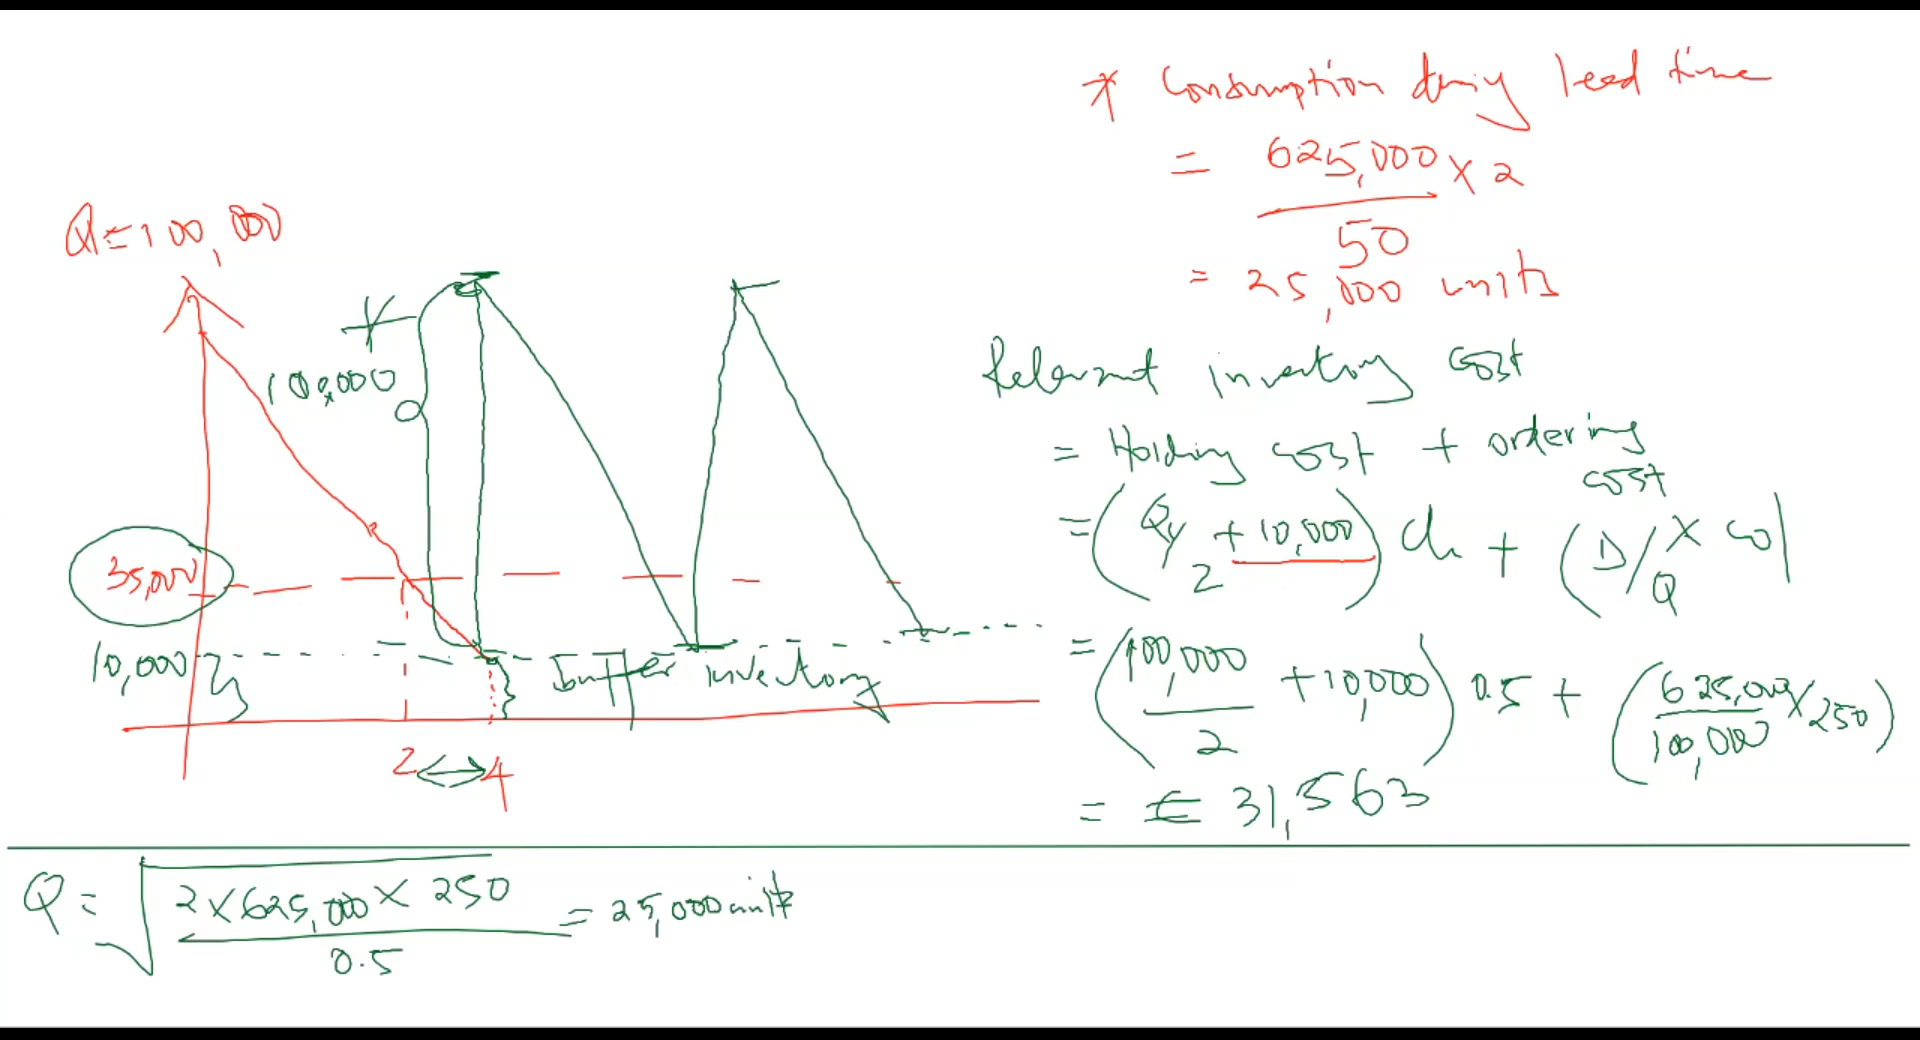 * Consumption during lead time
= 625,000 × 2
50
= 25,000 units
Q = 100,000
100,000
35,000
10,000
buffer inventory
2 ↔ 4
Relevant inventory cost
= Holding cost + ordering cost
= (Q/2 + 10,000) Ch + (D/Q × Co)
= (100,000/2 + 10,000) 0.5 + (625,000/100,000 × 250)
= € 31,563
Q = √ 2 × 625,000 × 250 = 25,000 units
0.5